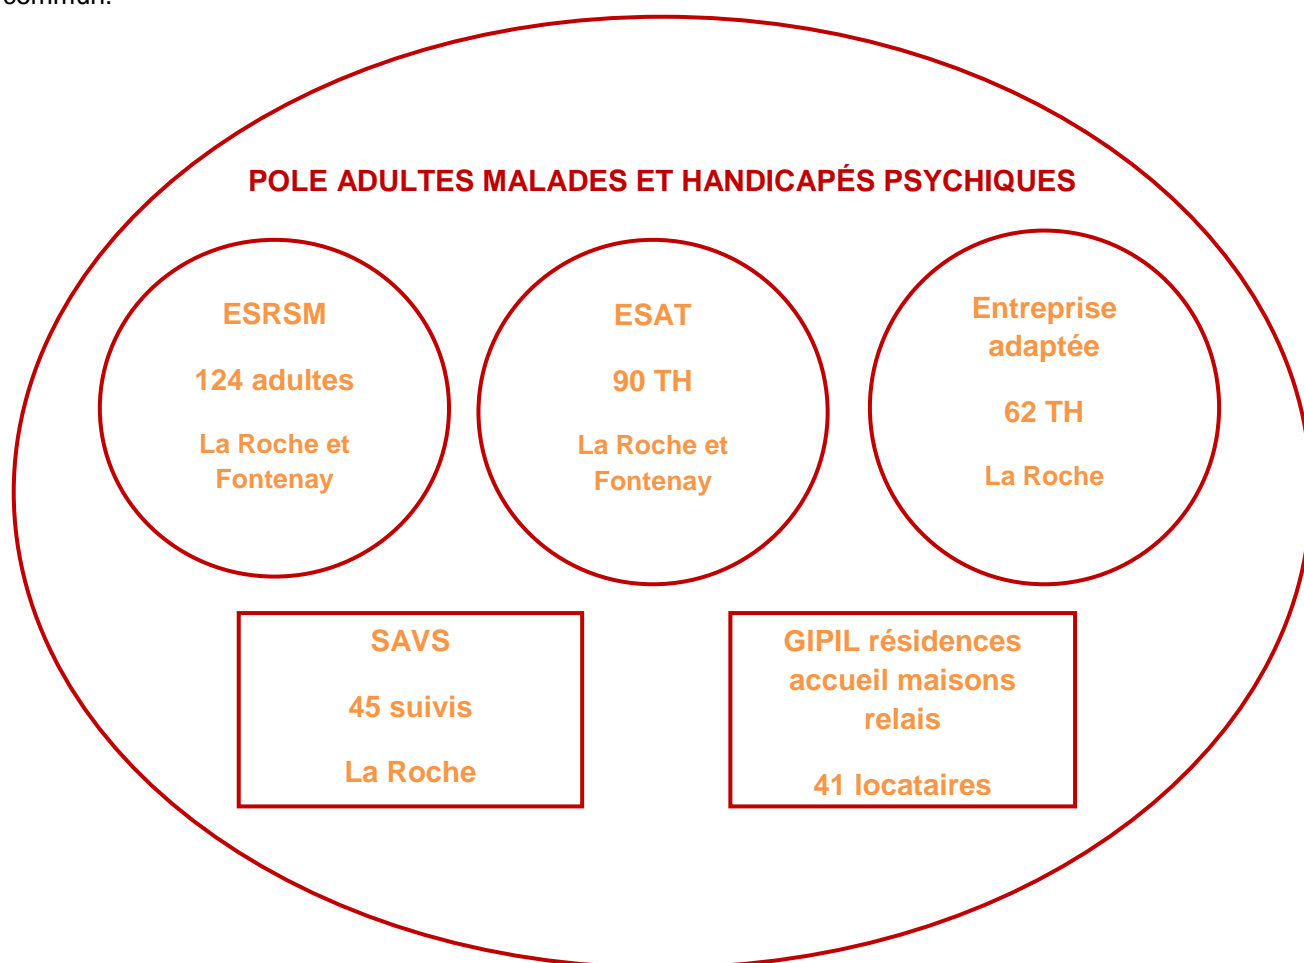 commun.
POLE ADULTES MALADES ET HANDICAPÉS PSYCHIQUES
ESRSM
124 adultes
La Roche et
Fontenay
ESAT
90 TH
La Roche et
Fontenay
Entreprise
adaptée
62 TH
La Roche
SAVS
45 suivis
La Roche
GIPIL résidences
accueil maisons
relais
41 locataires